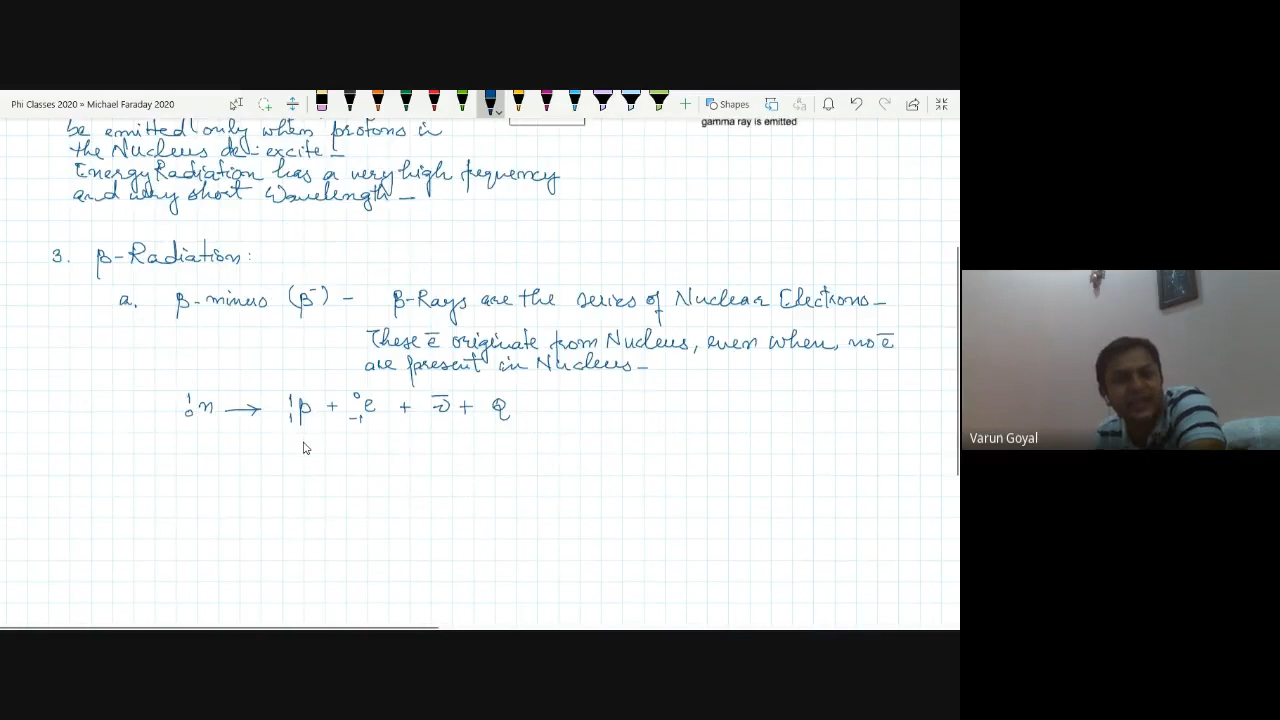 Phi Classes 2020 » Michael Faraday 2020
Shapes
be emitted only when protons in
the Nucleus de-excite -
gamma ray is emitted
Energy Radiation has a very high frequency
and very short Wavelength -
3. β-Radiation:
a. β-minus (β⁻) - β-Rays are the series of Nuclear Electrons -
These e̅ originate from Nucleus, even when, no e̅
are present in Nucleus -
¹₀n → ¹₁p + ⁰₋₁e + ν̅ + Q
Varun Goyal